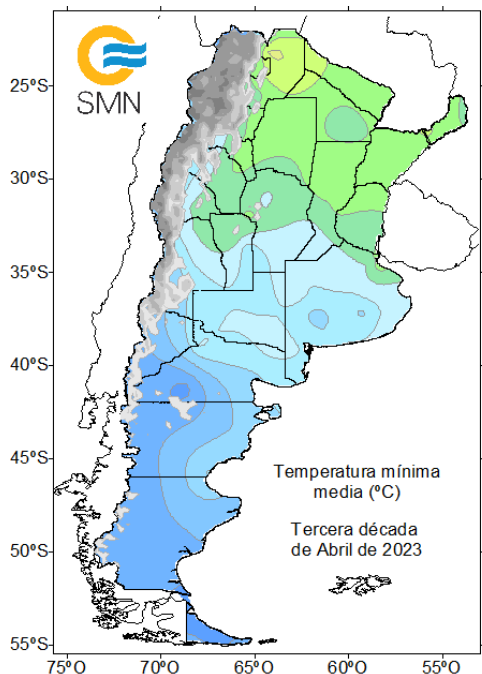 SMN
25°S
30°S
35°S
40°S
45°S
50°S
55°S
Temperatura mínima
media (ºC)
Tercera década
de Abril de 2023
75°O
70°O
65°O
60°O
55°O